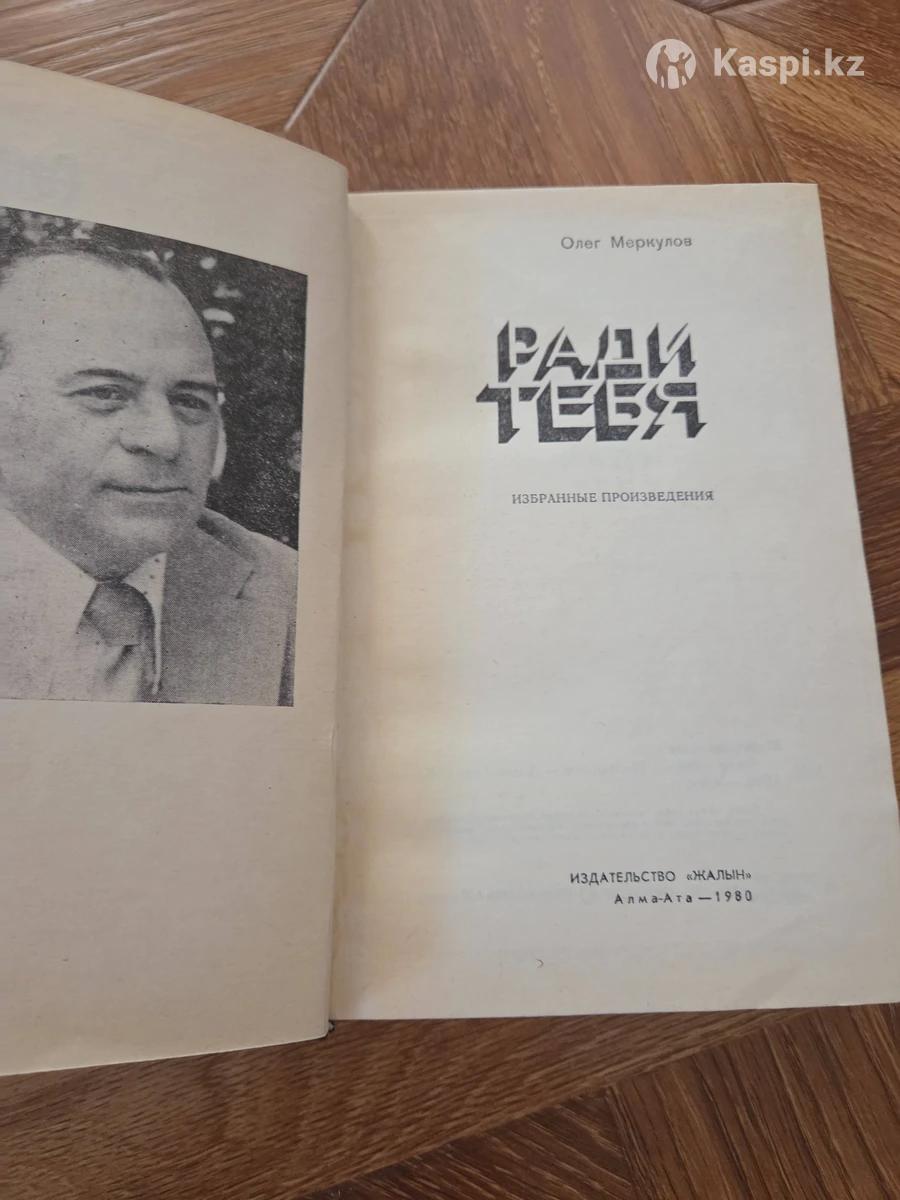 Kaspi.kz
Олег Меркулов
РАДИ
ТЕБЯ
ИЗБРАННЫЕ ПРОИЗВЕДЕНИЯ
ИЗДАТЕЛЬСТВО «ЖАЛЫН»
Алма-Ата — 1980